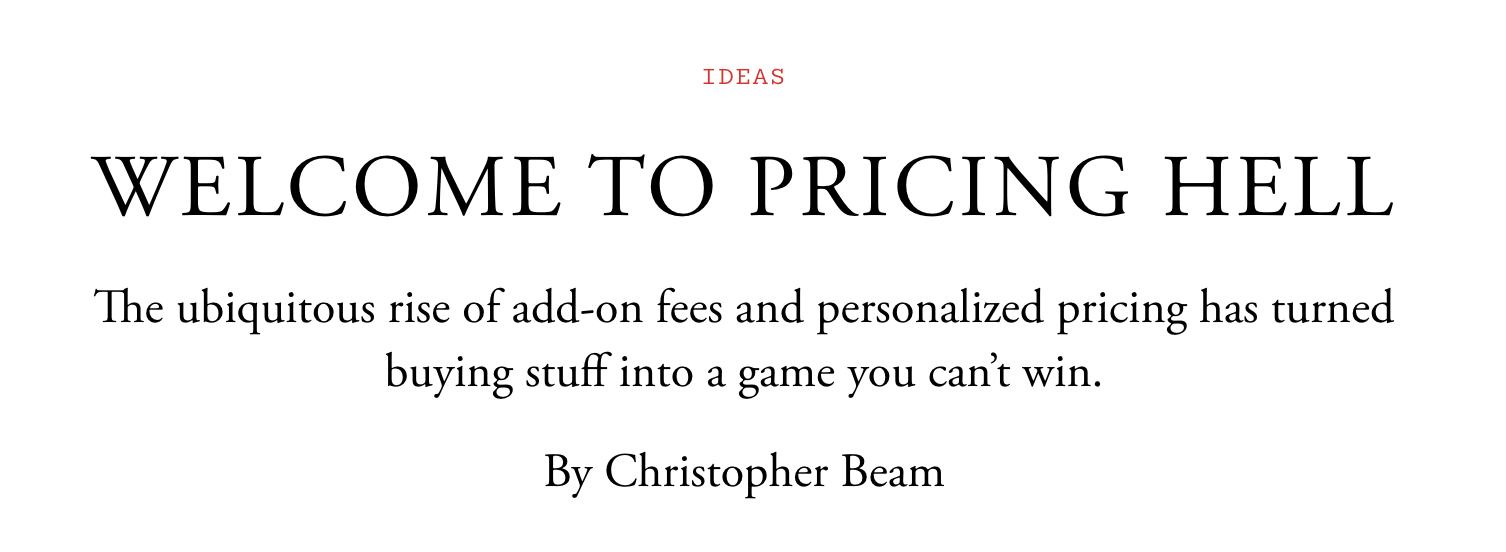 IDEAS
WELCOME TO PRICING HELL
The ubiquitous rise of add-on fees and personalized pricing has turned
buying stuff into a game you can’t win.
By Christopher Beam